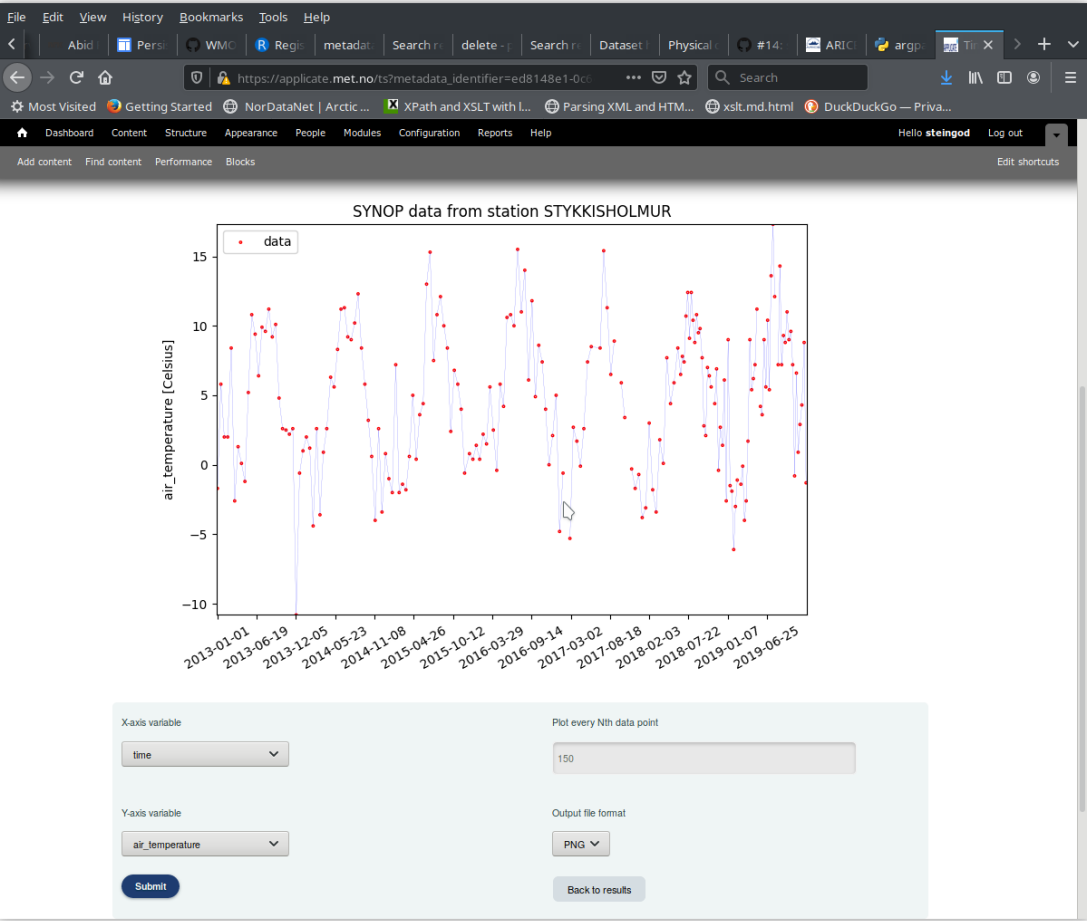 File Edit View History Bookmarks Tools Help
Abid Persi WMO Regis metadata Search re delete - p Search re Dataset Physical c #14: ARIC argpa Ti
https://applicate.met.no/ts?metadata_identifier=ed8148e1-0c6 Search
Most Visited Getting Started NorDataNet | Arctic ... XPath and XSLT with l... Parsing XML and HTM... xslt.md.html DuckDuckGo — Priva...
Dashboard Content Structure Appearance People Modules Configuration Reports Help Hello steingod Log out
Add content Find content Performance Blocks Edit shortcuts
SYNOP data from station STYKKISHOLMUR
data
air_temperature [Celsius]
15
10
5
0
−5
−10
2013-01-01 2013-06-19 2013-12-05 2014-05-23 2014-11-08 2015-04-26 2015-10-12 2016-03-29 2016-09-14 2017-03-02 2017-08-18 2018-02-03 2018-07-22 2019-01-07 2019-06-25
X-axis variable Plot every Nth data point
time 150
Y-axis variable Output file format
air_temperature PNG
Submit Back to results